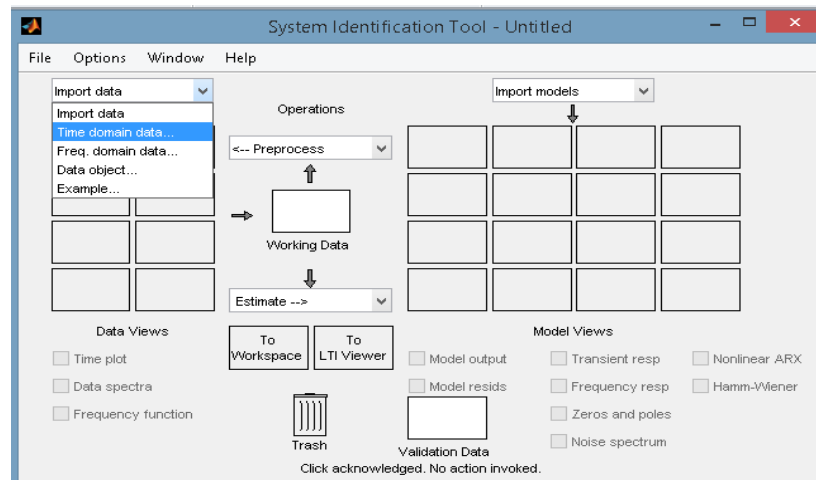 System Identification Tool - Untitled
File Options Window Help
Import data
Import data
Time domain data...
Freq. domain data...
Data object...
Example...
Operations
<-- Preprocess
Working Data
Estimate -->
Import models
Data Views
Time plot
Data spectra
Frequency function
To Workspace
To LTI Viewer
Trash
Model Views
Model output
Model resids
Transient resp
Frequency resp
Zeros and poles
Noise spectrum
Nonlinear ARX
Hamm-Wiener
Validation Data
Click acknowledged. No action invoked.